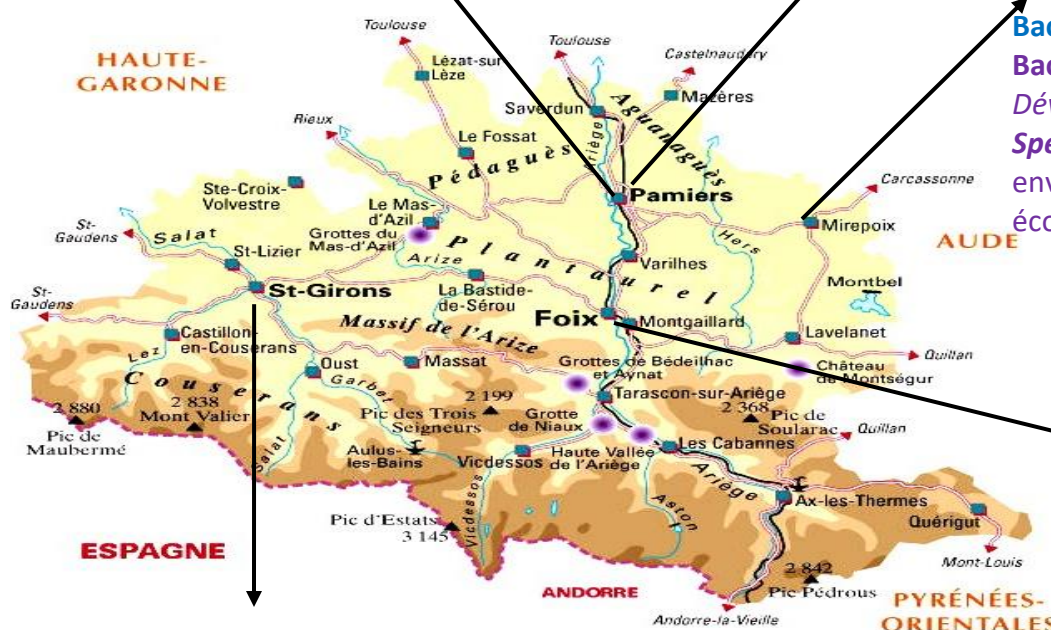 Toulouse
Toulouse
Castelnaudary
HAUTE-
GARONNE
Lézat-sur
Lèze
Saverdun
Mazères
Aguanaguès
Rieux
Ariège
Le Fossat
Pédaguès
Pamiers
Carcassonne
Ste-Croix-
Volvestre
Le Mas-
d'Azil
Grottes du
Mas-d'Azil
Mirepoix
AUDE
St-
Gaudens
Salat
St-Lizier
Arize
Plantaurel
Hers
Varilhes
Montbel
St-Girons
La Bastide-
de-Sérou
St-
Gaudens
Foix
Montgaillard
Lavelanet
Quillan
Castillon-
en-Couserans
Massif de l'Arize
Lez
Oust
Massat
Grottes de Bédeilhac
et Aynat
Château
de Montségur
Couserans
Garbet
Tarascon-sur-Ariège
2 880
Pic de
Maubermé
2 838
Mont Valier
2 199
Pic des Trois
Seigneurs
Grotte
de Niaux
2 368
Pic de
Soularac
Quillan
Salat
Aulus-
les-Bains
Vicdessos
Haute Vallée
de l'Ariège
Les Cabannes
Ariège
Vicdessos
Aston
Ax-les-Thermes
Quérigut
Pic d'Estats
3 145
ESPAGNE
Mont-Louis
ANDORRE
2 842
Pic Pédrous
Andorre-la-Vieille
PYRÉNÉES-
ORIENTALES
Bac
Bac
Dév
Spé
env
éco